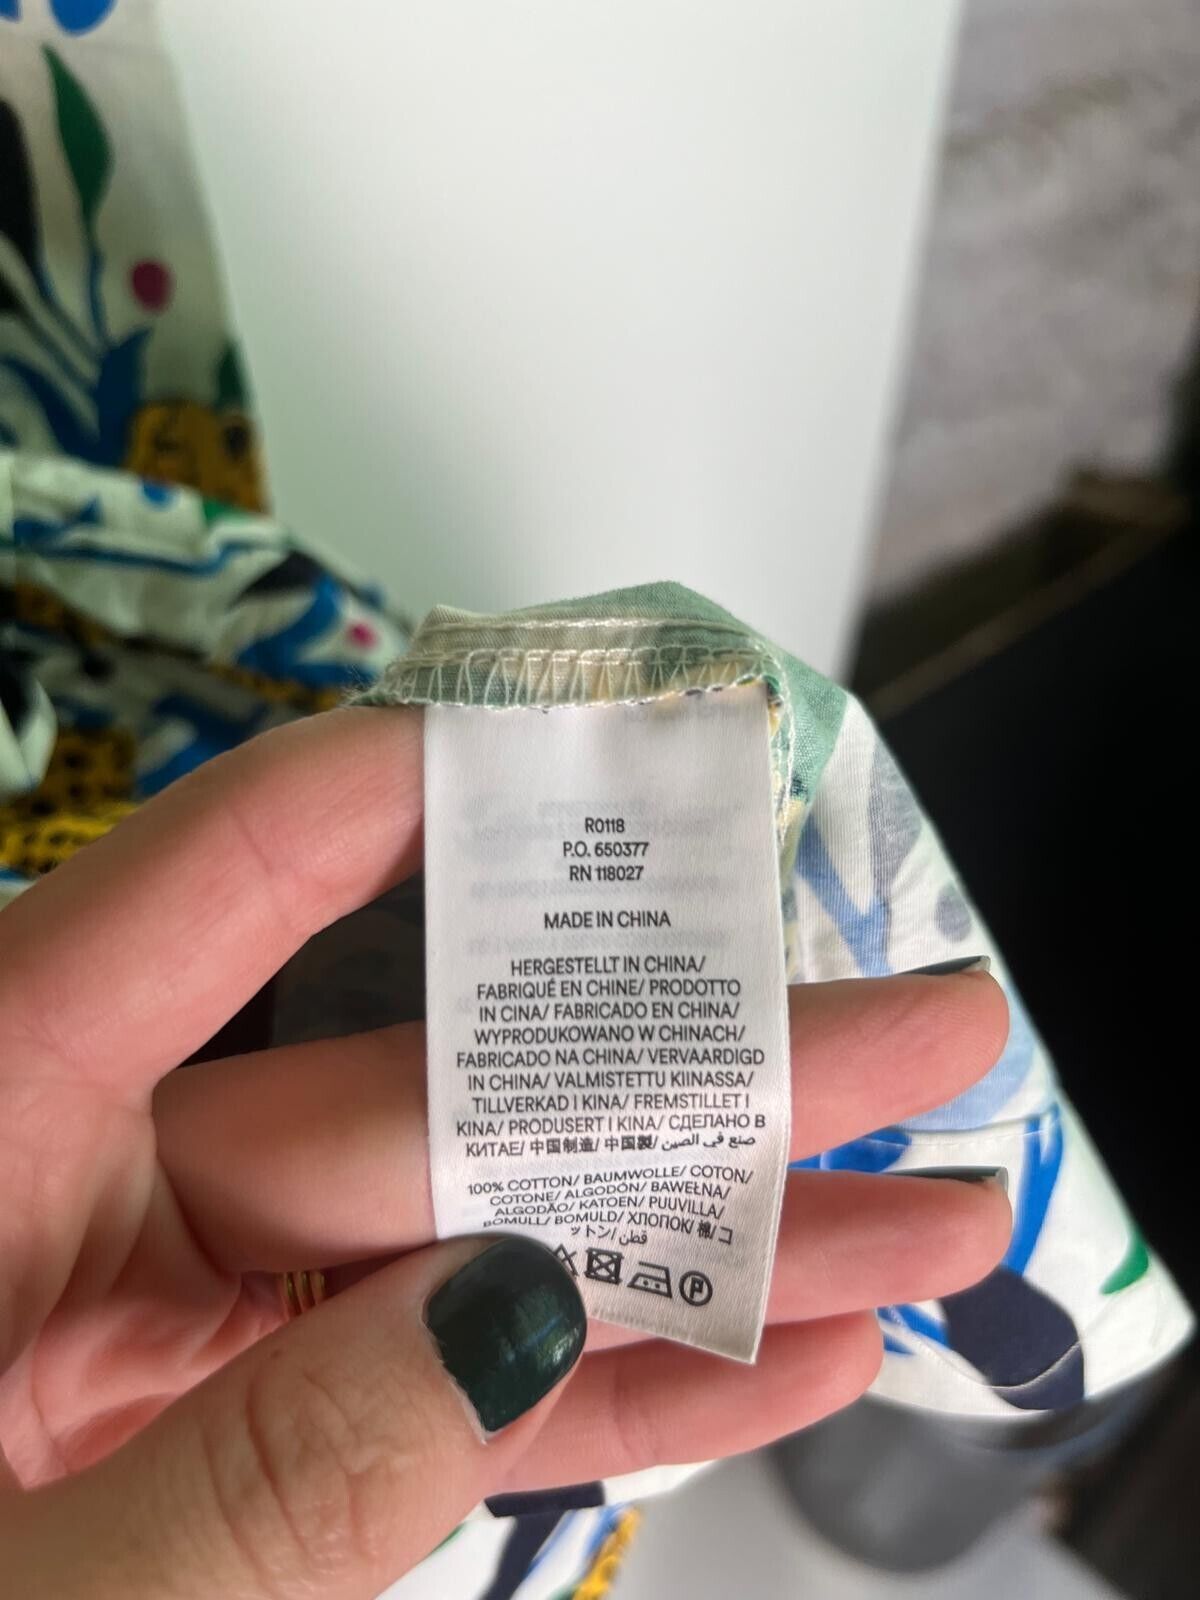 R0118
P.O. 650377
RN 118027
MADE IN CHINA
HERGESTELLT IN CHINA/
FABRIQUÉ EN CHINE/ PRODOTTO
IN CINA/ FABRICADO EN CHINA/
WYPRODUKOWANO W CHINACH/
FABRICADO NA CHINA/ VERVAARDIGD
IN CHINA/ VALMISTETTU KIINASSA/
TILLVERKAD I KINA/ FREMSTILLET I
KINA/ PRODUSERT I KINA/ СДЕЛАНО В
КИТАЕ/ 中国制造/ 中国製/ صنع في الصين
100% COTTON/ BAUMWOLLE/ COTON/
COTONE/ ALGODÓN/ BAWEŁNA/
ALGODÃO/ KATOEN/ PUUVILLA/
BOMULL/ BOMULD/ ХЛОПОК/ 棉/ コ
ットン/ قطن
P